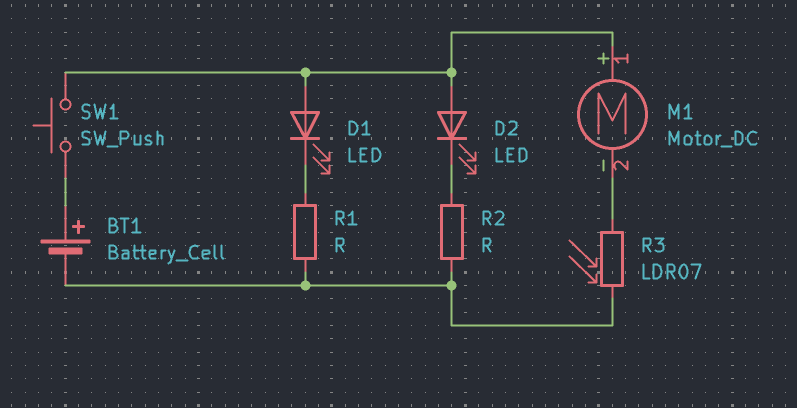 +
1
SW1
SW_Push
D1
LED
D2
LED
M
M1
Motor_DC
-
2
BT1
+
Battery_Cell
R1
R
R2
R
R3
LDR07